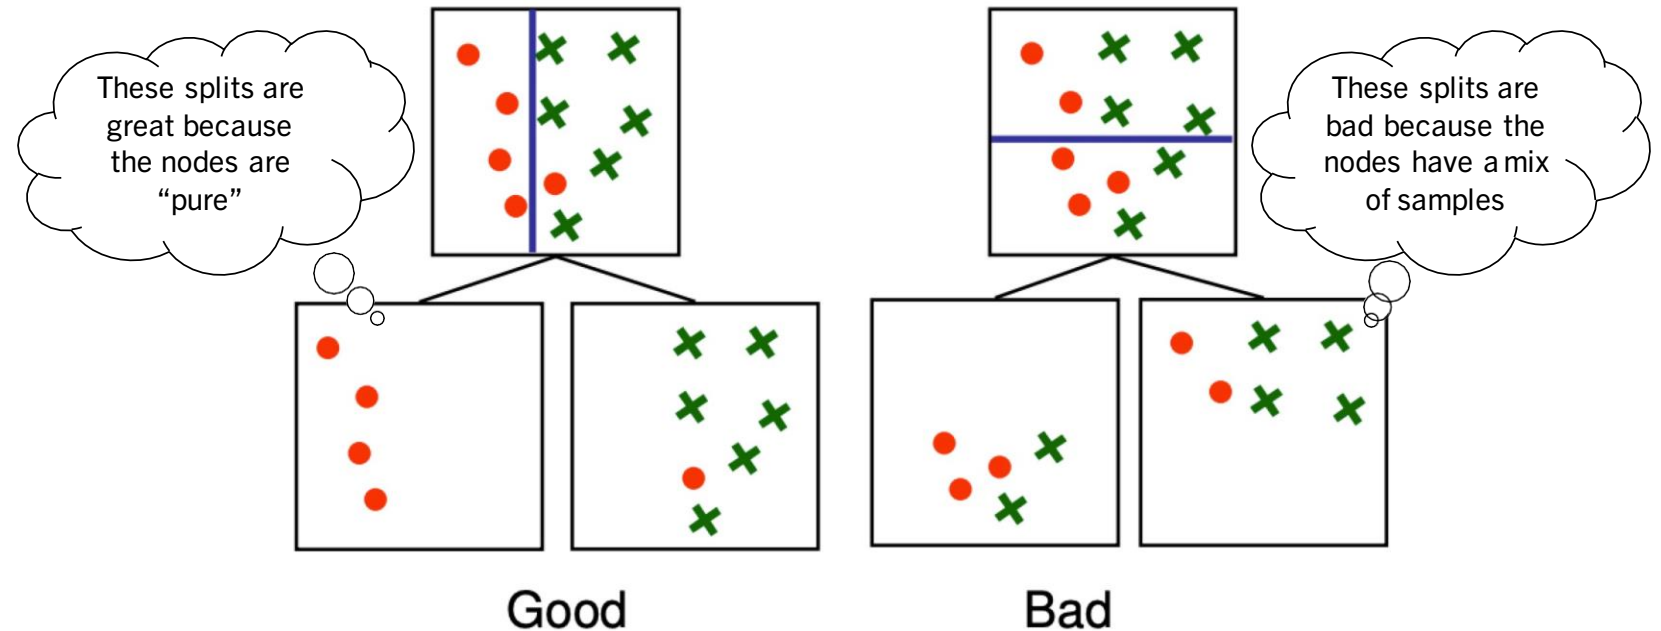 These splits are
great because
the nodes are
“pure”
These splits are
bad because the
nodes have a mix
of samples
Good
Bad